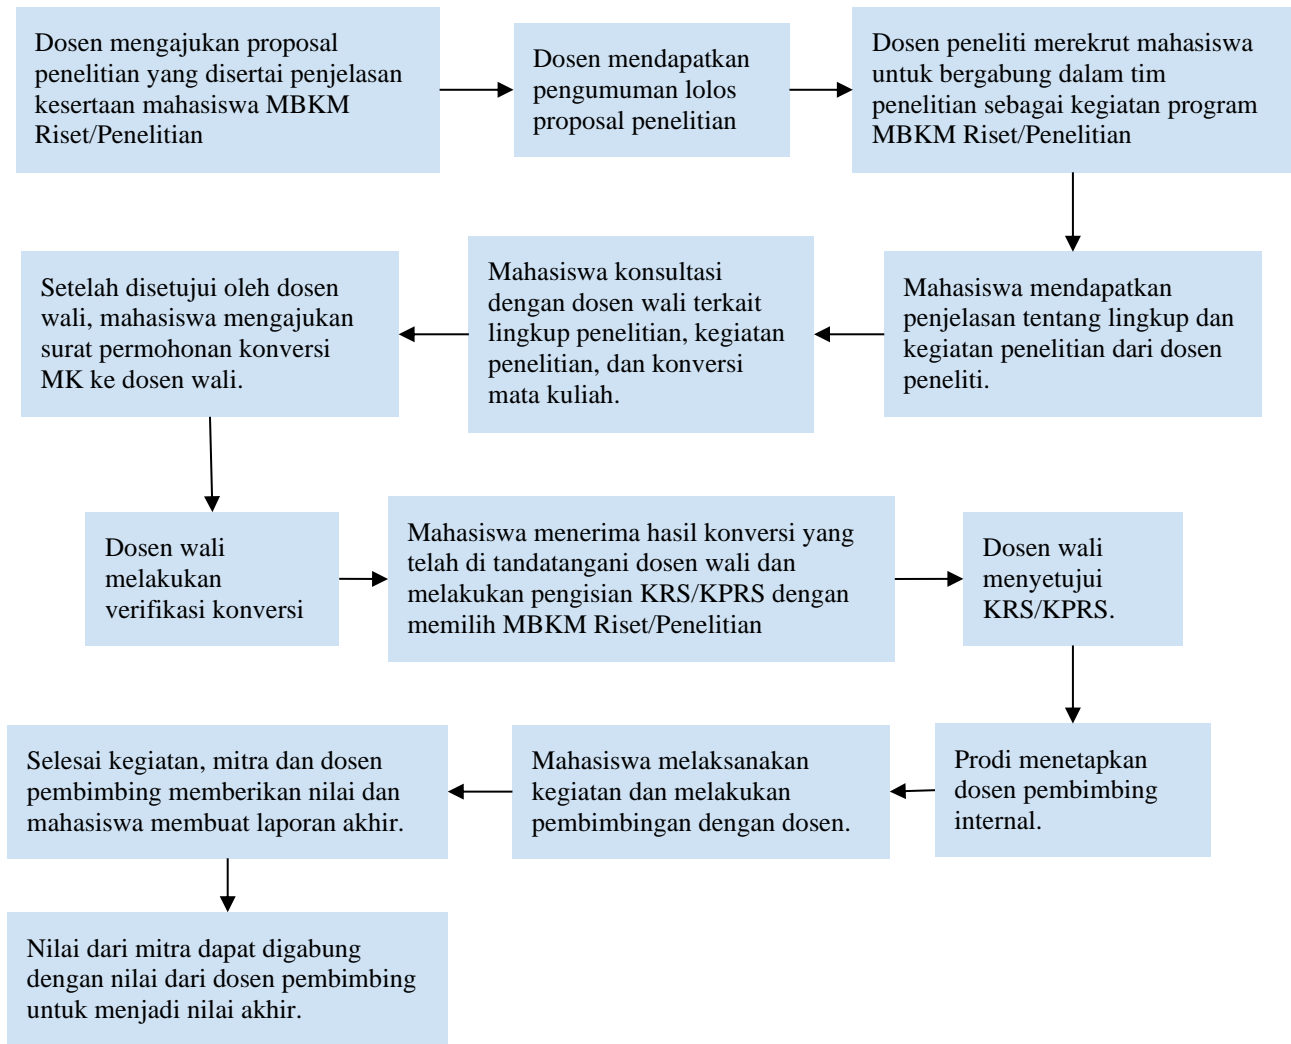 Dosen mengajukan proposal
penelitian yang disertai penjelasan
kesertaan mahasiswa MBKM
Riset/Penelitian
Dosen mendapatkan
pengumuman lolos
proposal penelitian
Dosen peneliti merekrut mahasiswa
untuk bergabung dalam tim
penelitian sebagai kegiatan program
MBKM Riset/Penelitian
Mahasiswa mendapatkan
penjelasan tentang lingkup dan
kegiatan penelitian dari dosen
peneliti.
Mahasiswa konsultasi
dengan dosen wali terkait
lingkup penelitian, kegiatan
penelitian, dan konversi
mata kuliah.
Setelah disetujui oleh dosen
wali, mahasiswa mengajukan
surat permohonan konversi
MK ke dosen wali.
Dosen wali
melakukan
verifikasi konversi
Mahasiswa menerima hasil konversi yang
telah di tandatangani dosen wali dan
melakukan pengisian KRS/KPRS dengan
memilih MBKM Riset/Penelitian
Dosen wali
menyetujui
KRS/KPRS.
Prodi menetapkan
dosen pembimbing
internal.
Mahasiswa melaksanakan
kegiatan dan melakukan
pembimbingan dengan dosen.
Selesai kegiatan, mitra dan dosen
pembimbing memberikan nilai dan
mahasiswa membuat laporan akhir.
Nilai dari mitra dapat digabung
dengan nilai dari dosen pembimbing
untuk menjadi nilai akhir.